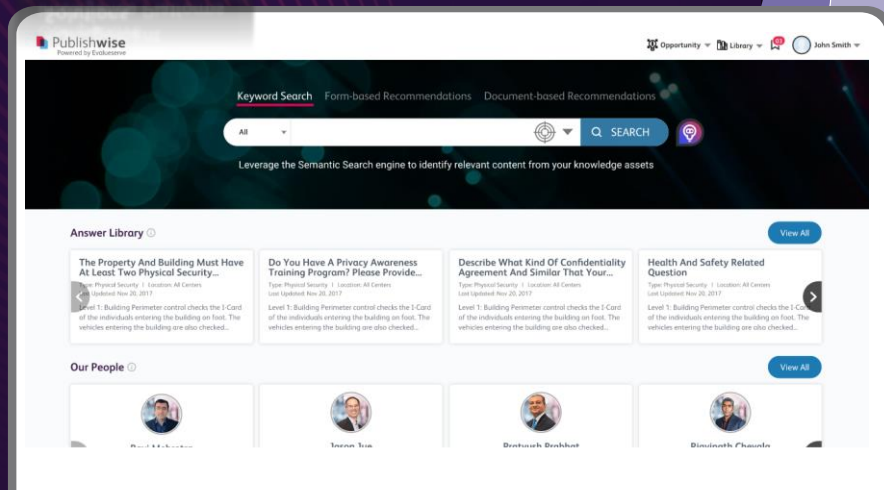 Publishwise
Powered by Evalueserve
Opportunity
Library
83
John Smith
Keyword Search Form-based Recommendations Document-based Recommendations
All
SEARCH
Leverage the Semantic Search engine to identify relevant content from your knowledge assets
Answer Library
View All
The Property And Building Must Have
At Least Two Physical Security...
Type: Physical Security | Location: All Centers
Last Updated: Nov 20, 2017
Level 1: Building Perimeter control checks the I-Card
of the individuals entering the building on foot. The
vehicles entering the building are also checked...
Do You Have A Privacy Awareness
Training Program? Please Provide...
Type: Physical Security | Location: All Centers
Last Updated: Nov 20, 2017
Level 1: Building Perimeter control checks the I-Card
of the individuals entering the building on foot. The
vehicles entering the building are also checked...
Describe What Kind Of Confidentiality
Agreement And Similar That Your...
Type: Physical Security | Location: All Centers
Last Updated: Nov 20, 2017
Level 1: Building Perimeter control checks the I-Card
of the individuals entering the building on foot. The
vehicles entering the building are also checked...
Health And Safety Related
Question
Type: Physical Security | Location: All Centers
Last Updated: Nov 20, 2017
Level 1: Building Perimeter control checks the I-Card
of the individuals entering the building on foot. The
vehicles entering the building are also checked...
Our People
View All
Jason Jue
Pratyush Prabhat